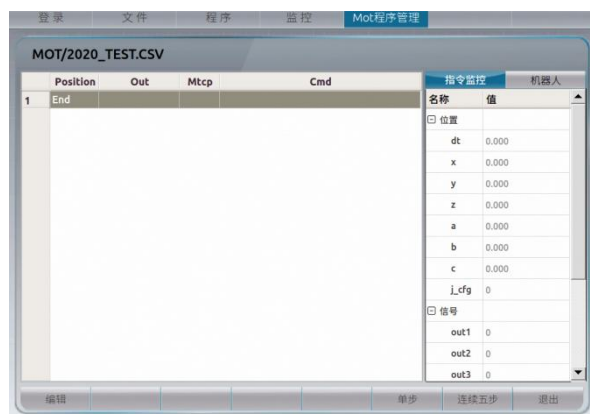 登录 文件 程序 监控 Mot程序管理
MOT/2020_TEST.CSV
Position Out Mtcp Cmd
1 End
指令监控 机器人
名称 值
位置
dt 0.000
x 0.000
y 0.000
z 0.000
a 0.000
b 0.000
c 0.000
j_cfg 0
信号
out1 0
out2 0
out3 0
编辑 单步 连续五步 退出